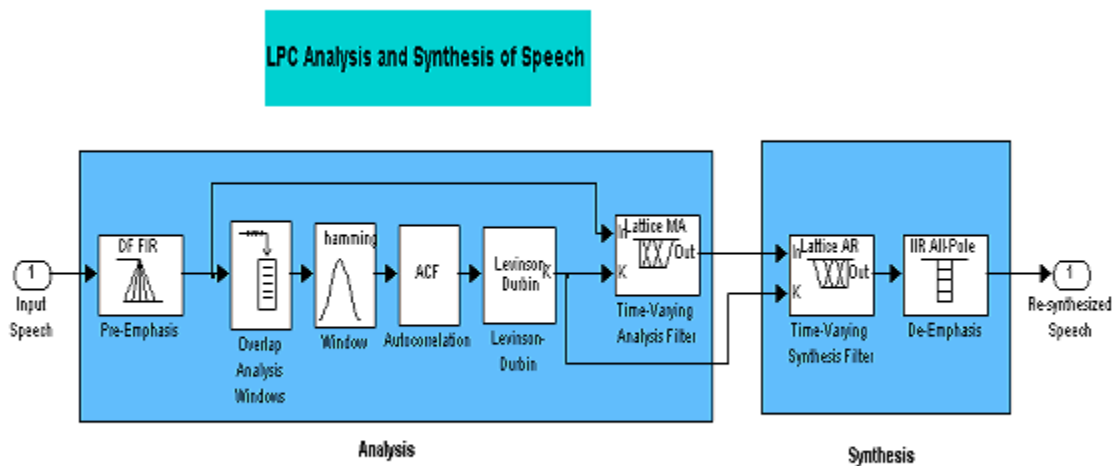 LPC Analysis and Synthesis of Speech
1
Input
Speech
DF FIR
Pre-Emphasis
Overlap
Analysis
Windows
hamming
Window
ACF
Autocorrelation
Levinson-
Durbin
K
Levinson-
Durbin
Lattice MA
In
Out
K
Time-Varying
Analysis Filter
Analysis
Lattice AR
In
Out
K
Time-Varying
Synthesis Filter
IIR All-Pole
De-Emphasis
Synthesis
1
Re-synthesized
Speech